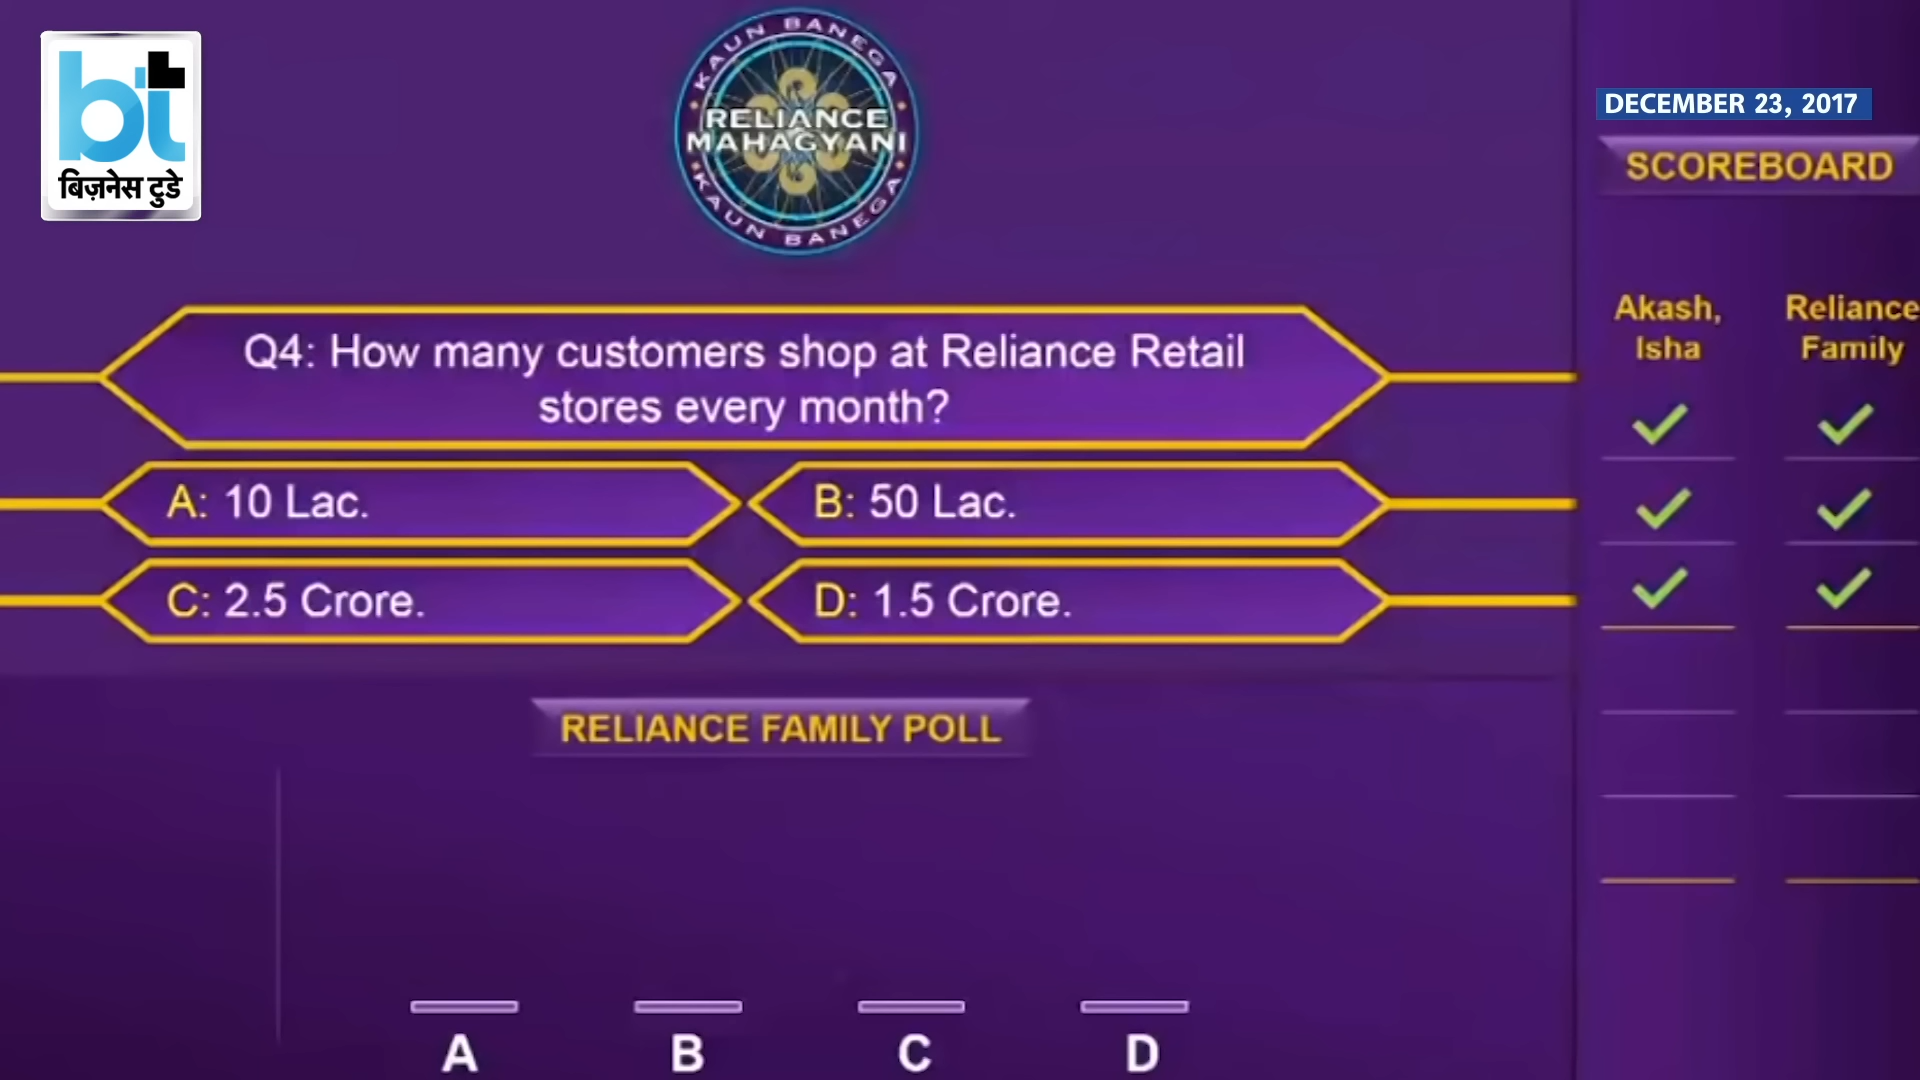 bt
बिज़नेस टुडे
KAUN BANEGA
RELIANCE
MAHAGYANI
KAUN BANEGA
DECEMBER 23, 2017
SCOREBOARD
Akash,
Isha
Reliance
Family
Q4: How many customers shop at Reliance Retail
stores every month?
A: 10 Lac.
B: 50 Lac.
C: 2.5 Crore.
D: 1.5 Crore.
RELIANCE FAMILY POLL
A
B
C
D